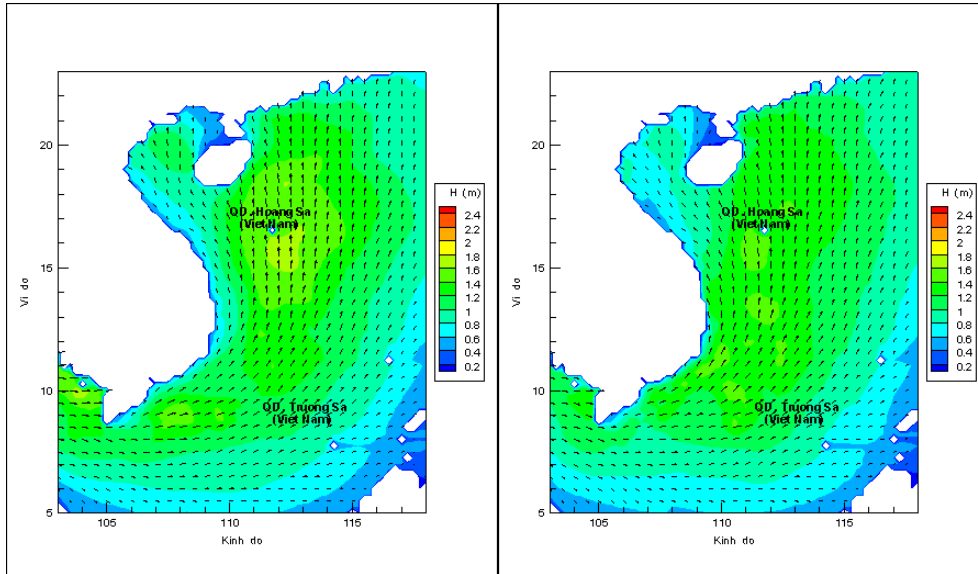 20
15
10
5
105
110
115
Vi do
Kinh do
QD. Hoang Sa
(Viet Nam)
QD. Truong Sa
(Viet Nam)
H (m)
2.4
2.2
2
1.8
1.6
1.4
1.2
1
0.8
0.6
0.4
0.2
20
15
10
5
105
110
115
Vi do
Kinh do
QD. Hoang Sa
(Viet Nam)
QD. Truong Sa
(Viet Nam)
H (m)
2.4
2.2
2
1.8
1.6
1.4
1.2
1
0.8
0.6
0.4
0.2